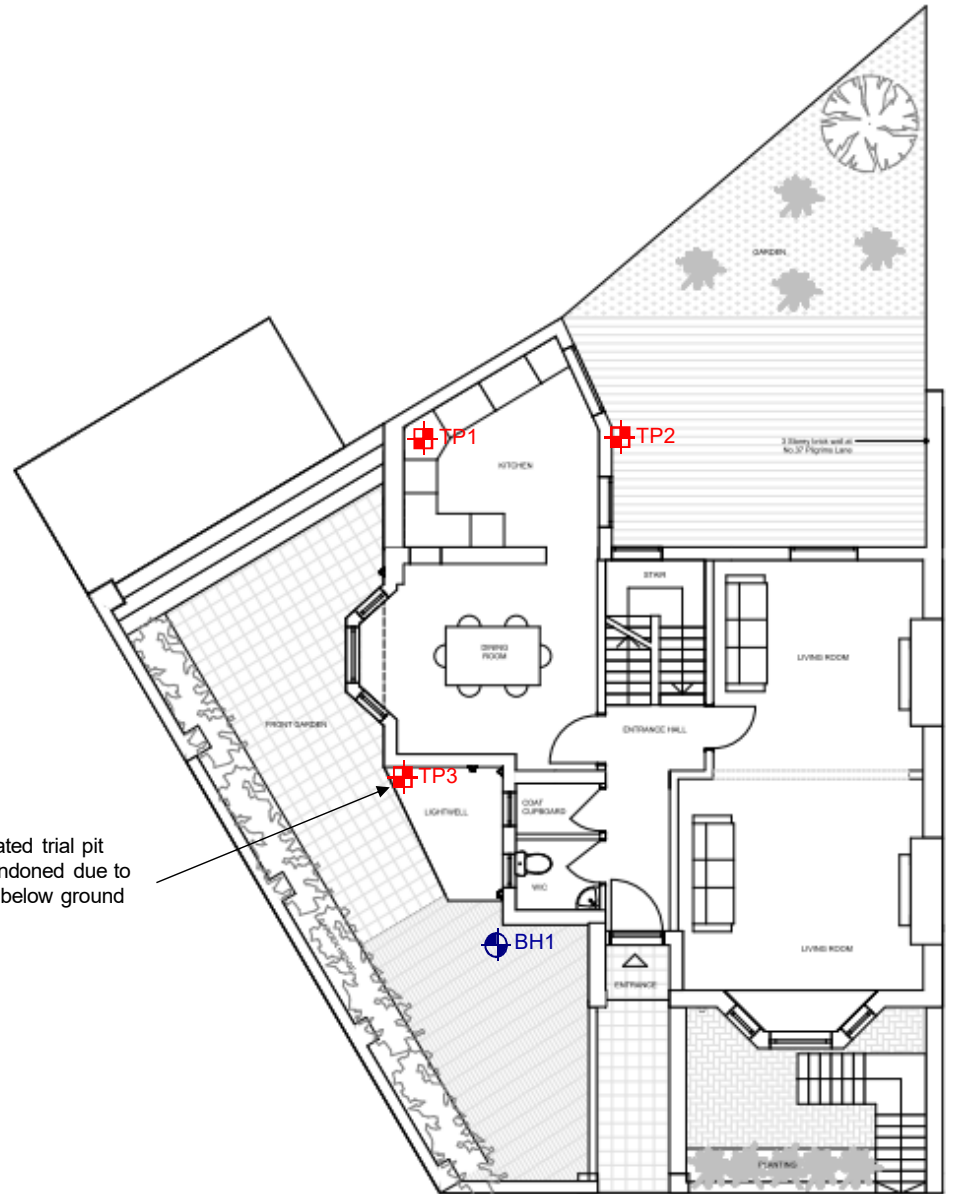 GARDEN
TP1
TP2
3 Storey brick wall at
No.37 Pilgrims Lane
KITCHEN
STAIR
DINING
ROOM
LIVING ROOM
FRONT GARDEN
ENTRANCE HALL
TP3
LIGHTWELL
COAT
CUPBOARD
ated trial pit
ndoned due to
below ground
WC
BH1
LIVING ROOM
ENTRANCE
PLANTING